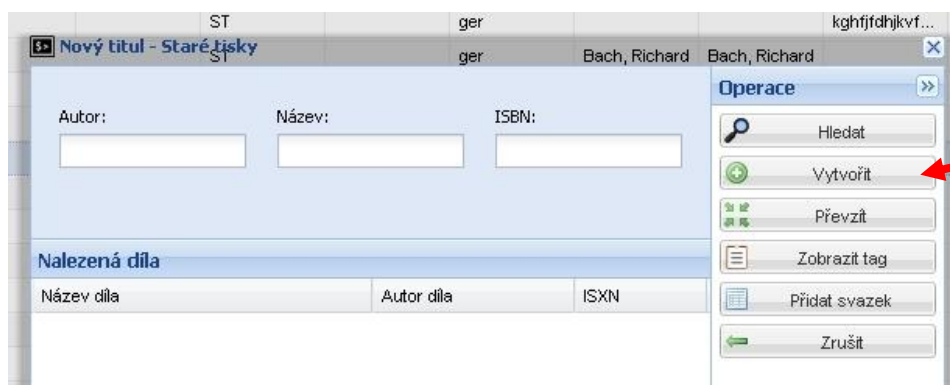 ST ger kghfjfdhjkvf...
Nový titul - Staré tisky
ST ger Bach, Richard Bach, Richard
Operace
Autor: Název: ISBN:
Hledat
Vytvořit
Převzít
Zobrazit tag
Přidat svazek
Zrušit
Nalezená díla
Název díla Autor díla ISXN